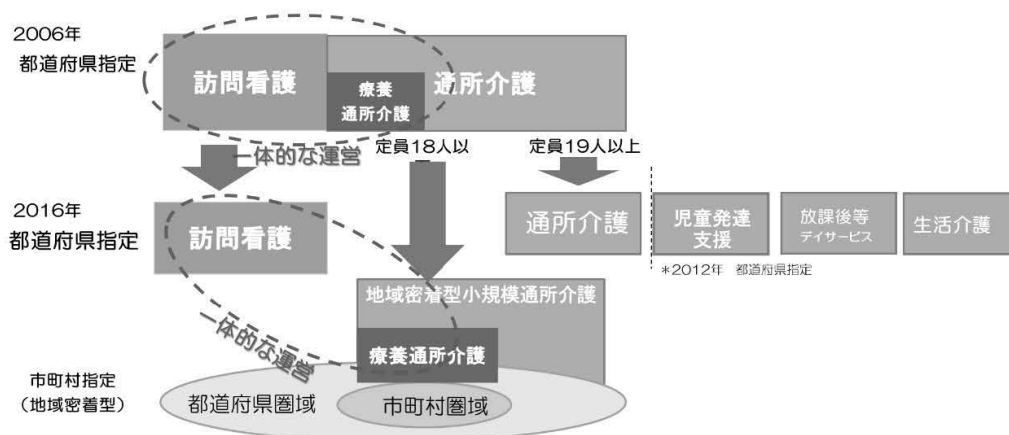 2006年
都道府県指定
訪問看護
通所介護
療養
通所介護
一体的な運営
定員18人以
定員19人以上
2016年
都道府県指定
訪問看護
通所介護
児童発達
支援
放課後等
デイサービス
生活介護
*2012年 都道府県指定
地域密着型小規模通所介護
一体的な運営
療養通所介護
市町村指定
（地域密着型）
都道府県圏域
市町村圏域